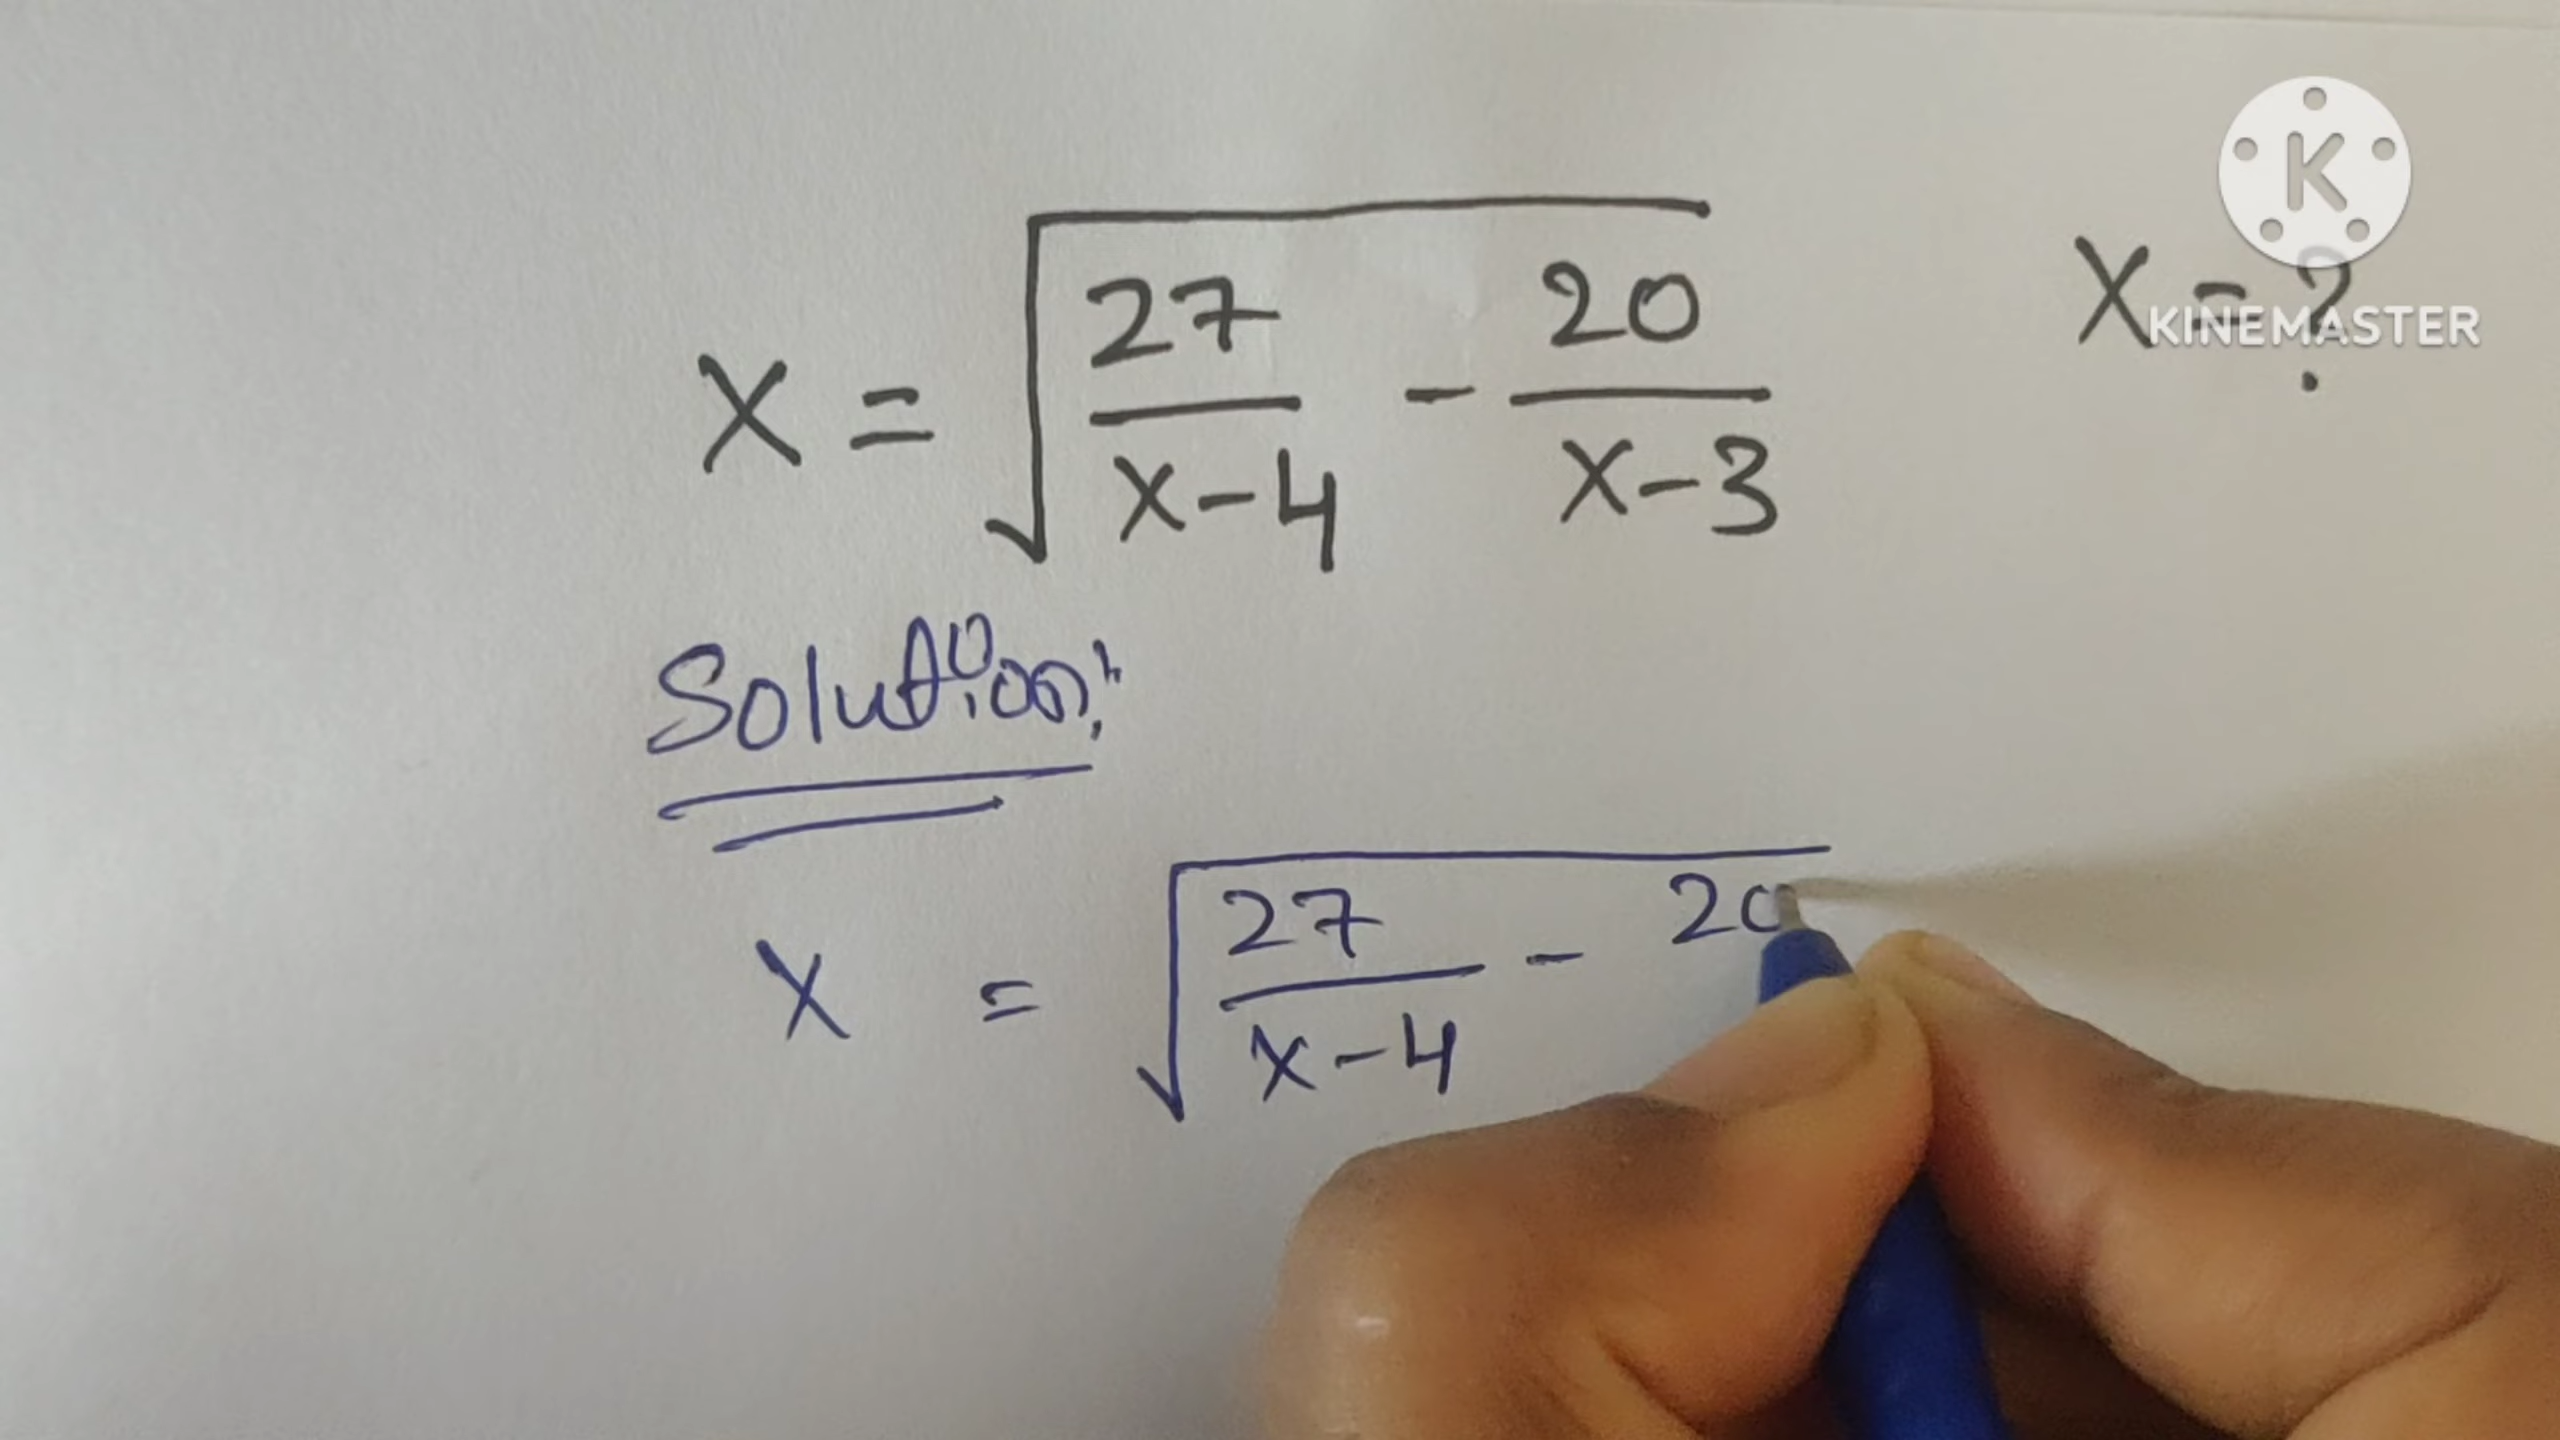 x = √(27/(x-4) - 20/(x-3))
x = ?
K
KINEMASTER
Solution:
x = √(27/(x-4) - 20